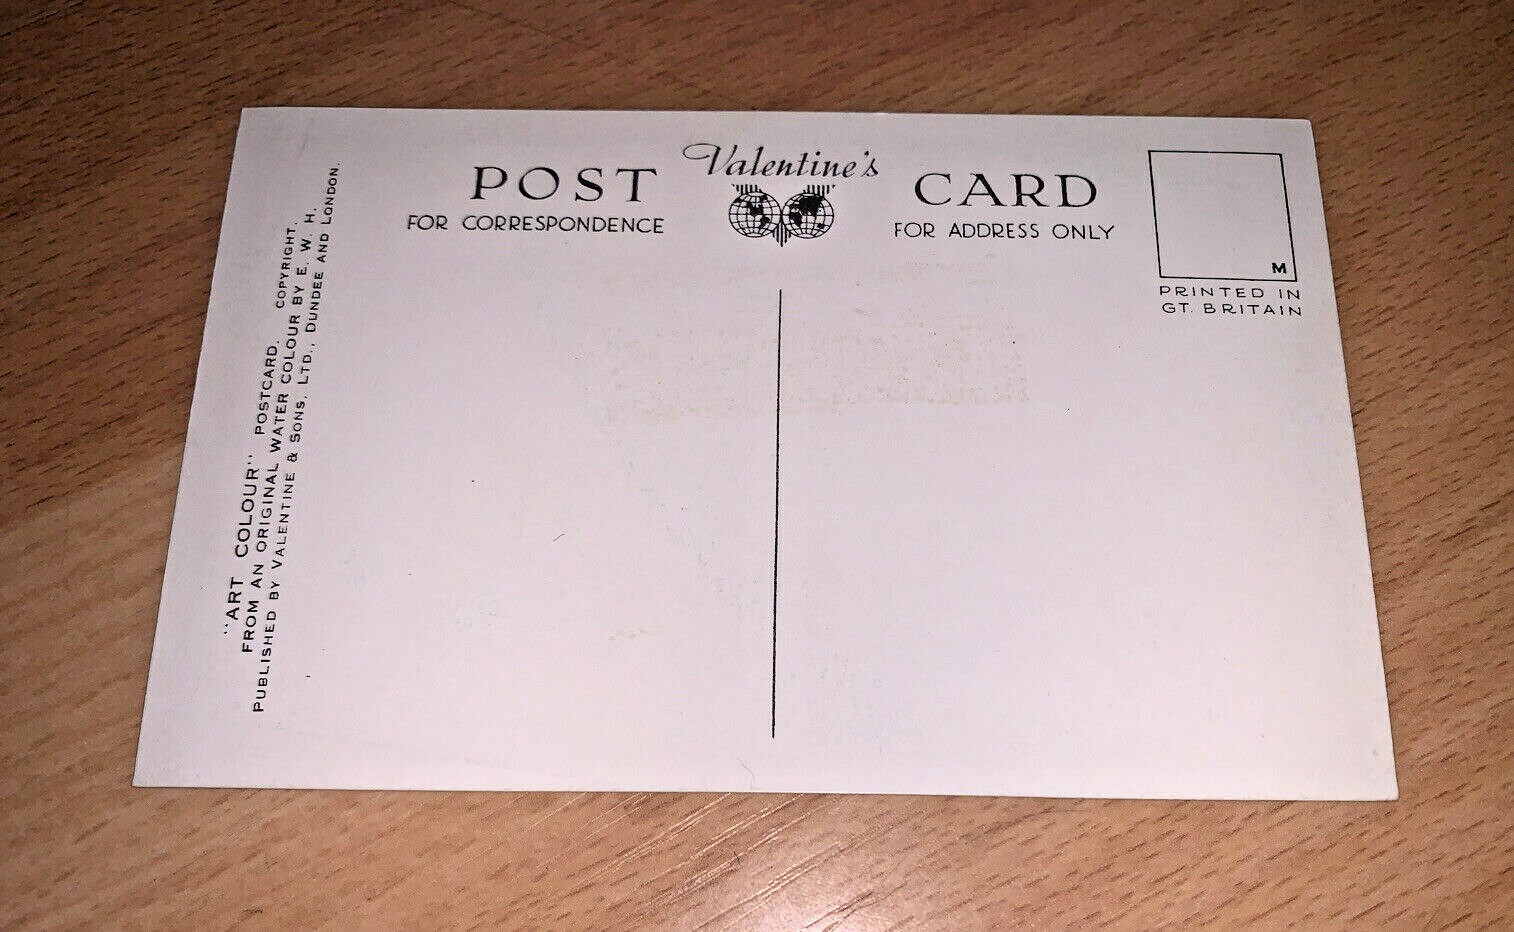 Valentine's
POST CARD
FOR CORRESPONDENCE
FOR ADDRESS ONLY
M
PRINTED IN
GT. BRITAIN
"ART COLOUR" POSTCARD. COPYRIGHT.
FROM AN ORIGINAL WATER COLOUR BY E. W. H.
PUBLISHED BY VALENTINE & SONS, LTD., DUNDEE AND LONDON.